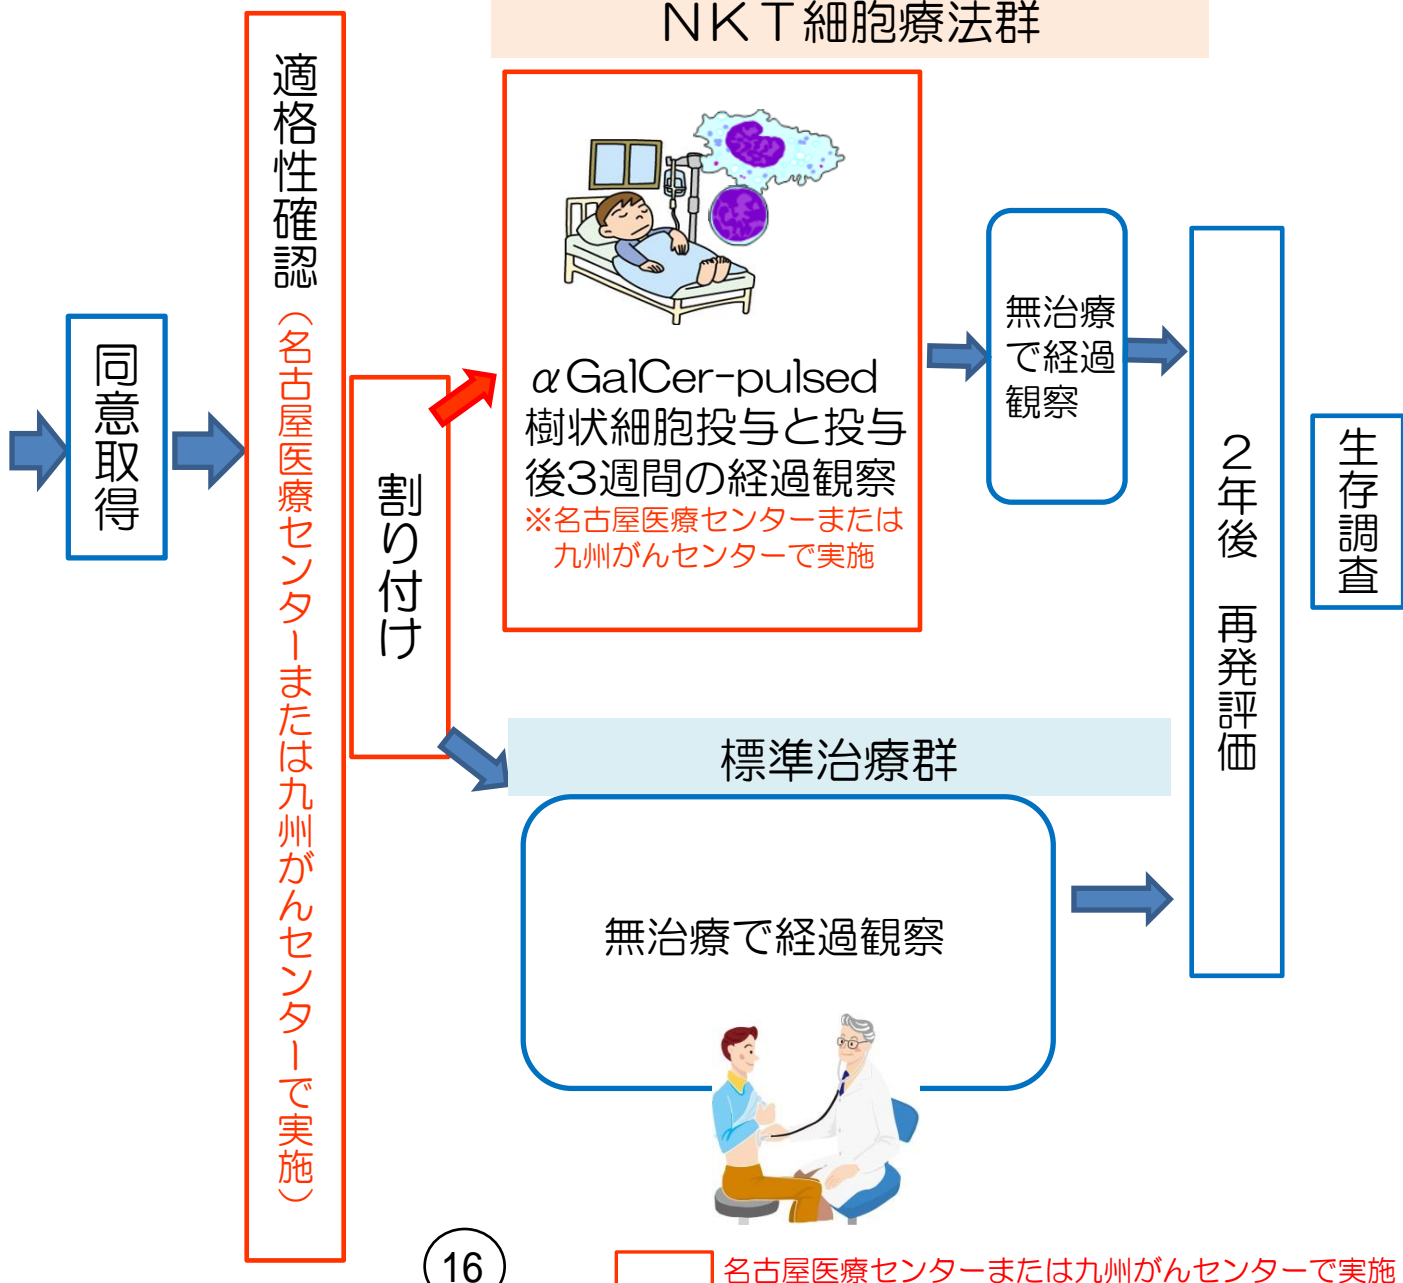 NKT細胞療法群
同意取得
適格性確認（名古屋医療センターまたは九州がんセンターで実施）
割り付け
αGalCer-pulsed
樹状細胞投与と投与
後3週間の経過観察
※名古屋医療センターまたは
九州がんセンターで実施
無治療
で経過
観察
標準治療群
無治療で経過観察
2年後　再発評価
生存調査
16
名古屋医療センターまたは九州がんセンターで実施